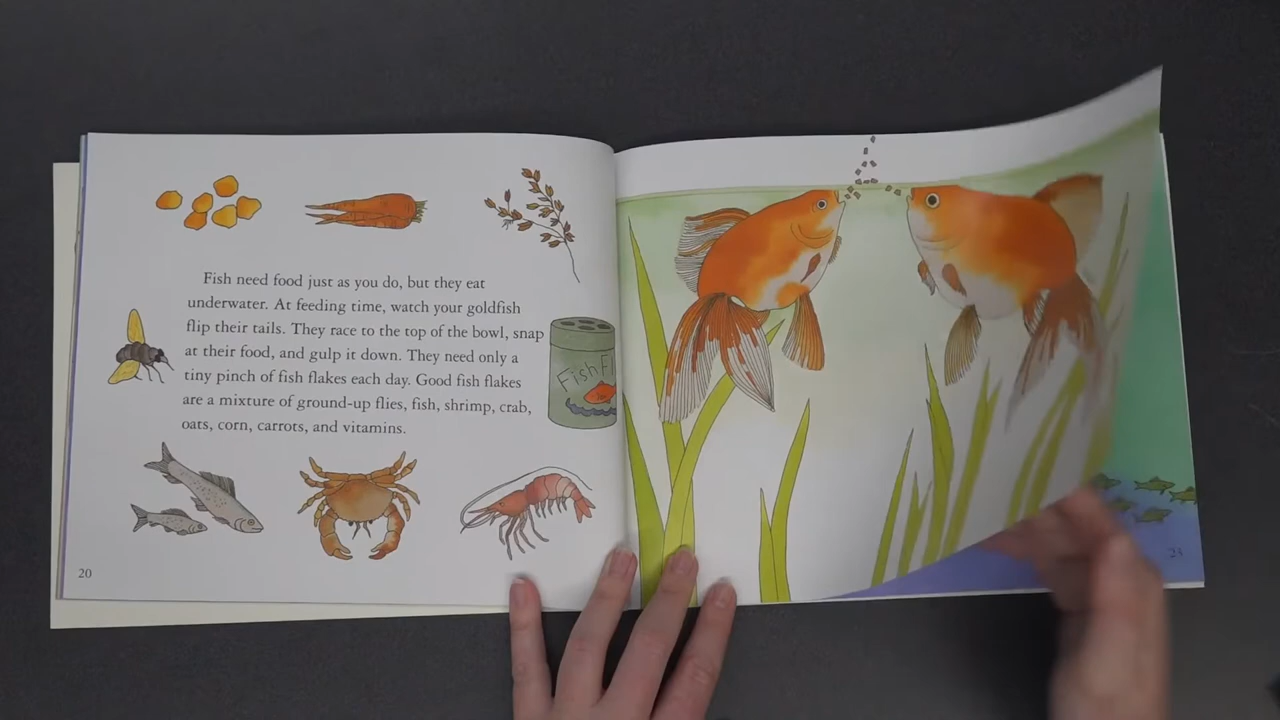 Fish need food just as you do, but they eat
underwater. At feeding time, watch your goldfish
flip their tails. They race to the top of the bowl, snap
at their food, and gulp it down. They need only a
tiny pinch of fish flakes each day. Good fish flakes
are a mixture of ground-up flies, fish, shrimp, crab,
oats, corn, carrots, and vitamins.
Fish Fl
20
23